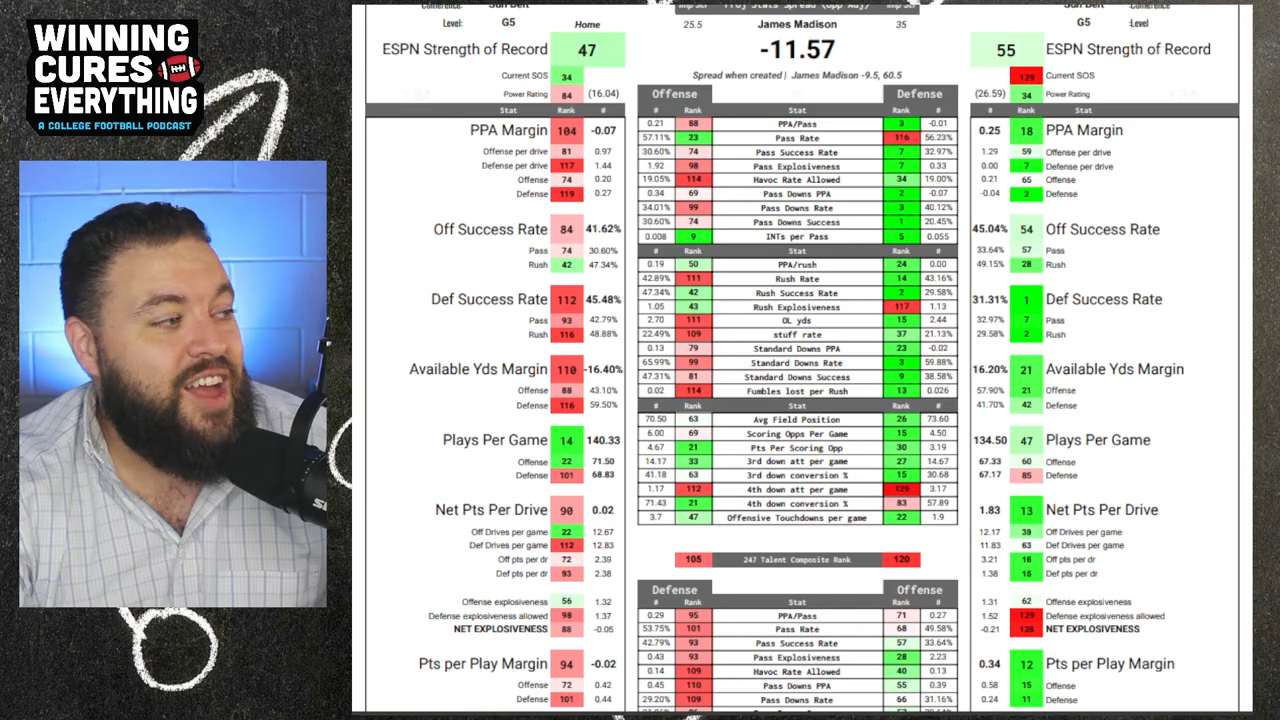 WINNING
CURES
EVERYTHING
A COLLEGE FOOTBALL PODCAST
Conference: Sun Belt Imp Scr Proj Stats Spread (Opp Adj) Imp Scr Sun Belt Conference
Level: G5 Home 25.5 James Madison 35 G5 :Level
ESPN Strength of Record 47 -11.57 55 ESPN Strength of Record
Current SOS 34 Spread when created | James Madison -9.5, 60.5 129 Current SOS
Power Rating 84 (16.04) (26.59) 34 Power Rating
Offense Defense
Stat Rank # Rank Stat Rank # Rank Stat
0.21 88 PPA/Pass 3 -0.01
PPA Margin 104 -0.07 57.11% 23 Pass Rate 116 56.23% 0.25 18 PPA Margin
Offense per drive 81 0.97 30.60% 74 Pass Success Rate 7 32.97% 1.29 59 Offense per drive
Defense per drive 117 1.44 1.92 98 Pass Explosiveness 7 0.33 0.00 7 Defense per drive
Offense 74 0.20 19.05% 114 Havoc Rate Allowed 34 19.00% 0.21 65 Offense
Defense 119 0.27 0.34 69 Pass Downs PPA 2 -0.07 -0.04 2 Defense
34.01% 99 Pass Downs Rate 3 40.12%
Off Success Rate 84 41.62% 30.60% 74 Pass Downs Success 1 20.45% 45.04% 54 Off Success Rate
0.008 9 INTs per Pass 5 0.055
Pass 74 30.60% # Rank Stat Rank # 33.64% 57 Pass
Rush 42 47.34% 0.19 50 PPA/rush 24 0.00 49.15% 28 Rush
42.89% 111 Rush Rate 14 43.16%
47.34% 42 Rush Success Rate 2 29.58%
Def Success Rate 112 45.48% 1.05 43 Rush Explosiveness 117 1.13 31.31% 1 Def Success Rate
Pass 93 42.79% 2.70 111 OL yds 15 2.44 32.97% 7 Pass
Rush 116 48.88% 22.49% 109 stuff rate 37 21.13% 29.58% 2 Rush
0.13 79 Standard Downs PPA 23 -0.02
Available Yds Margin 110 -16.40% 65.99% 99 Standard Downs Rate 3 59.88% 16.20% 21 Available Yds Margin
47.31% 81 Standard Downs Success 9 38.58%
Offense 88 43.10% 0.02 114 Fumbles lost per Rush 13 0.026 57.90% 21 Offense
Defense 116 59.50% # Rank Stat Rank # 41.70% 42 Defense
70.50 63 Avg Field Position 26 73.60
6.00 69 Scoring Opps Per Game 15 4.50
Plays Per Game 14 140.33 4.67 21 Pts Per Scoring Opp 30 3.19 134.50 47 Plays Per Game
Offense 22 71.50 14.17 33 3rd down att per game 27 14.67 67.33 60 Offense
Defense 101 68.83 41.18 63 3rd down conversion % 15 30.68 67.17 85 Defense
1.17 112 4th down att per game 129 3.17
Net Pts Per Drive 90 0.02 71.43 21 4th down conversion % 83 57.89 1.83 13 Net Pts Per Drive
3.7 47 Offensive Touchdowns per game 22 1.9
Off Drives per game 22 12.67 12.17 39 Off Drives per game
Def Drives per game 112 12.83 11.83 63 Def Drives per game
Off pts per dr 72 2.39 105 247 Talent Composite Rank 120 3.21 16 Off pts per dr
Def pts per dr 93 2.38 1.38 15 Def pts per dr
Defense Offense
Offense explosiveness 56 1.32 # Rank Stat Rank # 1.31 62 Offense explosiveness
Defense explosiveness allowed 98 1.37 0.29 95 PPA/Pass 71 0.27 1.52 129 Defense explosiveness allowed
NET EXPLOSIVENESS 88 -0.05 53.75% 101 Pass Rate 68 49.58% -0.21 128 NET EXPLOSIVENESS
42.79% 93 Pass Success Rate 57 33.64%
Pts per Play Margin 94 -0.02 0.43 93 Pass Explosiveness 28 2.23 0.34 12 Pts per Play Margin
0.14 109 Havoc Rate Allowed 40 0.13
Offense 72 0.42 0.45 110 Pass Downs PPA 55 0.39 0.58 15 Offense
Defense 101 0.44 29.20% 109 Pass Downs Rate 66 31.16% 0.24 11 Defense